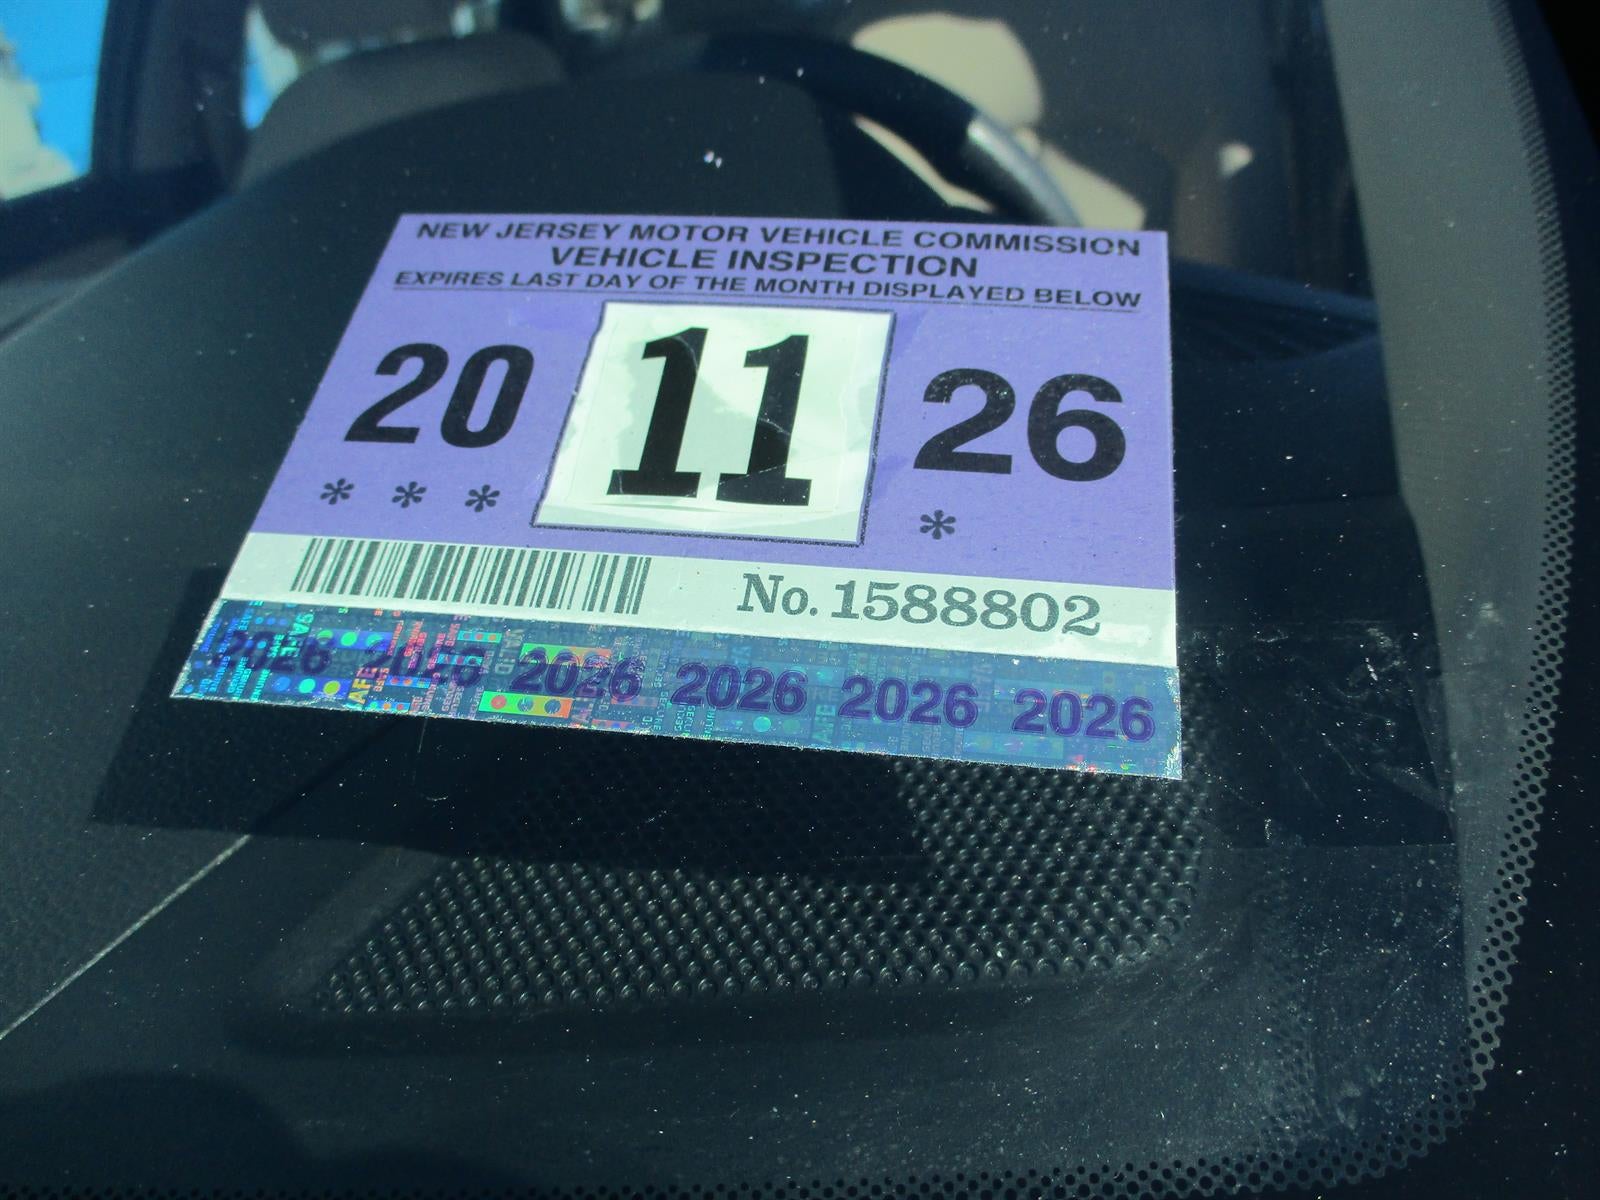 NEW JERSEY MOTOR VEHICLE COMMISSION
VEHICLE INSPECTION
EXPIRES LAST DAY OF THE MONTH DISPLAYED BELOW
20 11 26
* * * *
No. 1588802
2026 2026 2026 2026 2026 2026